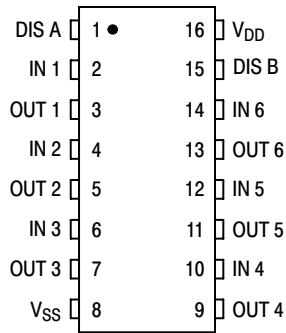 DIS A 1 16 VDD
IN 1 2 15 DIS B
OUT 1 3 14 IN 6
IN 2 4 13 OUT 6
OUT 2 5 12 IN 5
IN 3 6 11 OUT 5
OUT 3 7 10 IN 4
VSS 8 9 OUT 4